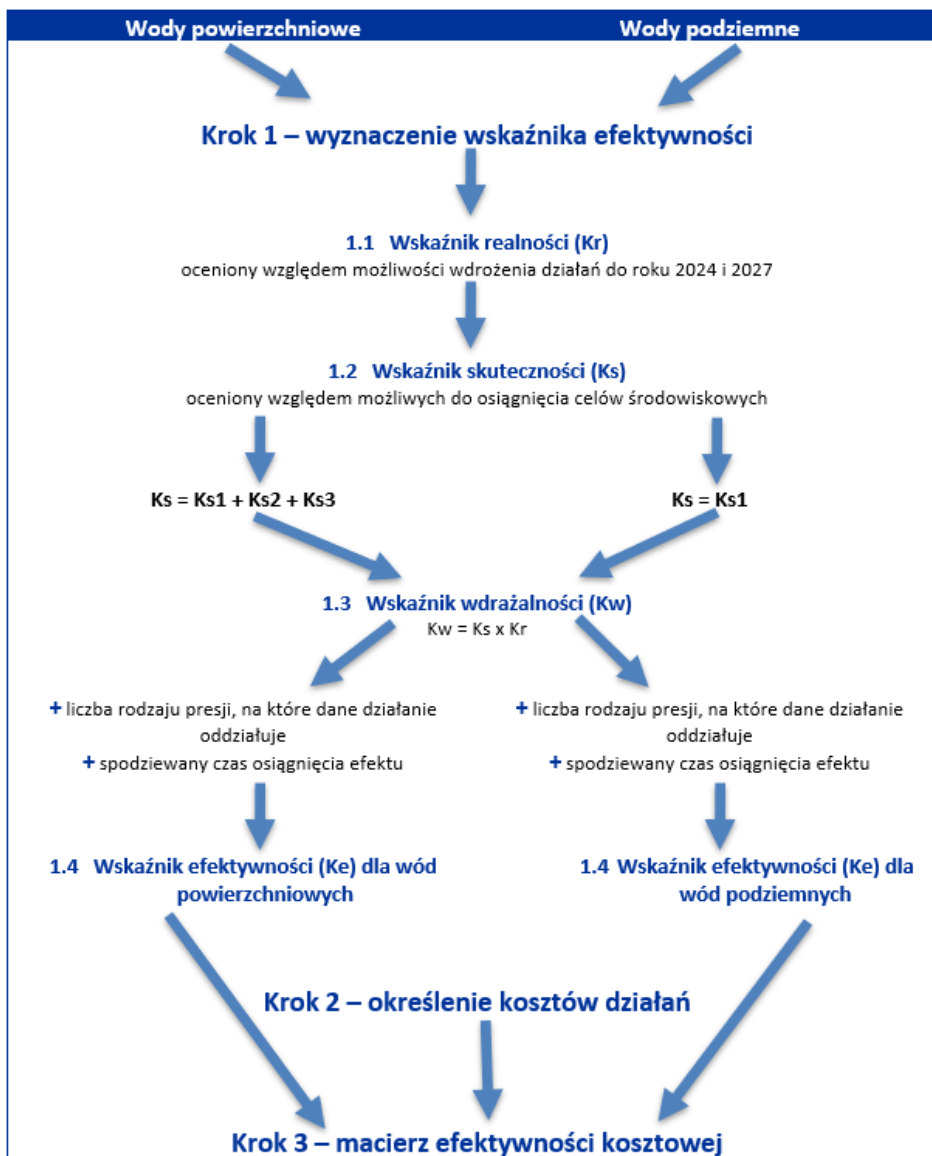 Wody powierzchniowe
Wody podziemne
Krok 1 – wyznaczenie wskaźnika efektywności
1.1 Wskaźnik realności (Kr)
oceniony względem możliwości wdrożenia działań do roku 2024 i 2027
1.2 Wskaźnik skuteczności (Ks)
oceniony względem możliwych do osiągnięcia celów środowiskowych
Ks = Ks1 + Ks2 + Ks3
Ks = Ks1
1.3 Wskaźnik wdrażalności (Kw)
Kw = Ks x Kr
+ liczba rodzaju presji, na które dane działanie
oddziałuje
+ spodziewany czas osiągnięcia efektu
+ liczba rodzaju presji, na które dane działanie
oddziałuje
+ spodziewany czas osiągnięcia efektu
1.4 Wskaźnik efektywności (Ke) dla wód
powierzchniowych
1.4 Wskaźnik efektywności (Ke) dla
wód podziemnych
Krok 2 – określenie kosztów działań
Krok 3 – macierz efektywności kosztowej